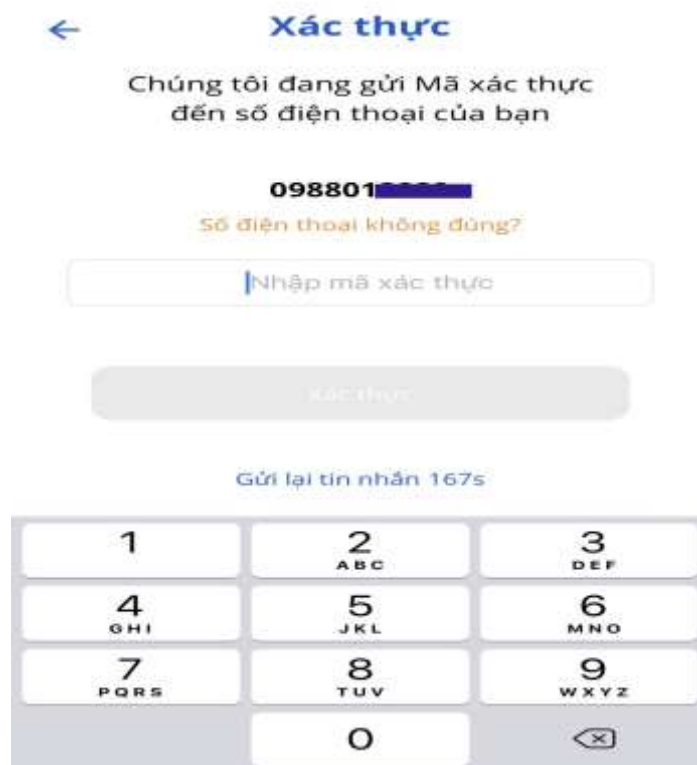 Xác thực
Chúng tôi đang gửi Mã xác thực
đến số điện thoại của bạn
098801
Số điện thoại không đúng?
Nhập mã xác thực
Xác thực
Gửi lại tin nhắn 167s
1 2 3
ABC DEF
4 5 6
GHI JKL MNO
7 8 9
PQRS TUV WXYZ
0